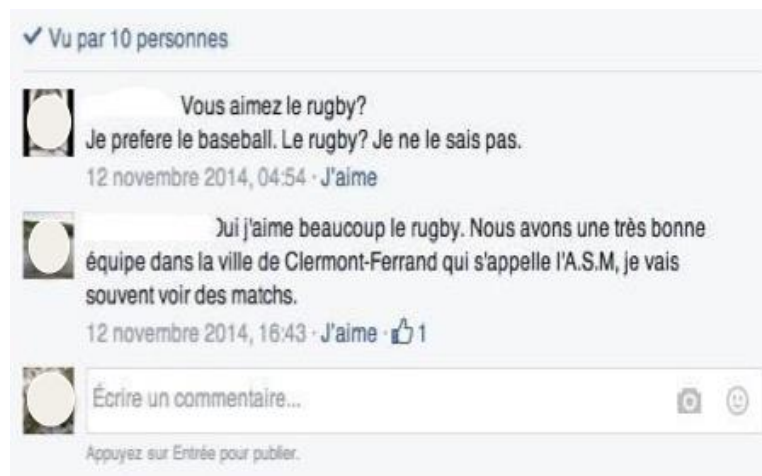 Vu par 10 personnes
Vous aimez le rugby?
Je prefere le baseball. Le rugby? Je ne le sais pas.
12 novembre 2014, 04:54 · J'aime
Oui j'aime beaucoup le rugby. Nous avons une très bonne
équipe dans la ville de Clermont-Ferrand qui s'appelle l'A.S.M, je vais
souvent voir des matchs.
12 novembre 2014, 16:43 · J'aime · 1
Écrire un commentaire...
Appuyez sur Entrée pour publier.